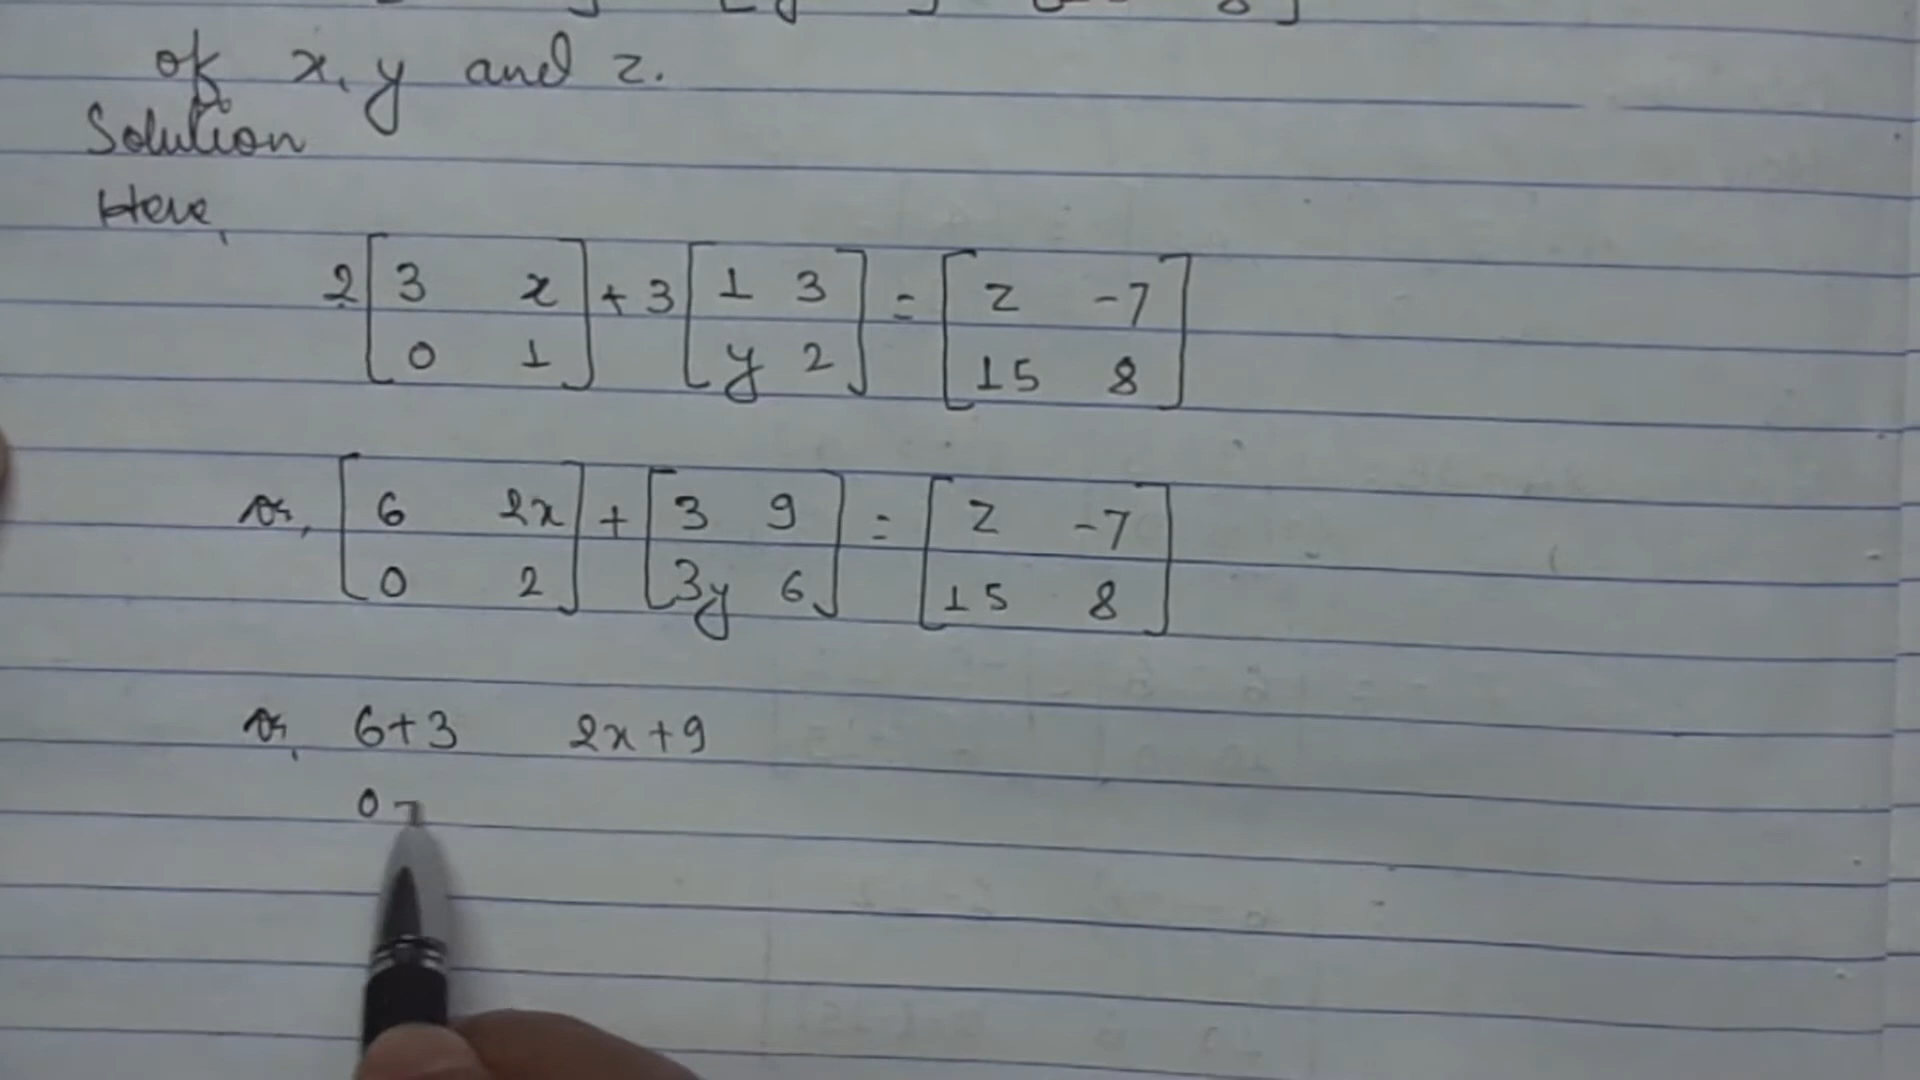 of x, y and z.
Solution
Here,
2[3 x + 3[1 3 = [z -7
0 1] y 2] 15 8]
or, [6 2x + [3 9 = [z -7
0 2] 3y 6] 15 8]
or, 6+3 2x+9
0